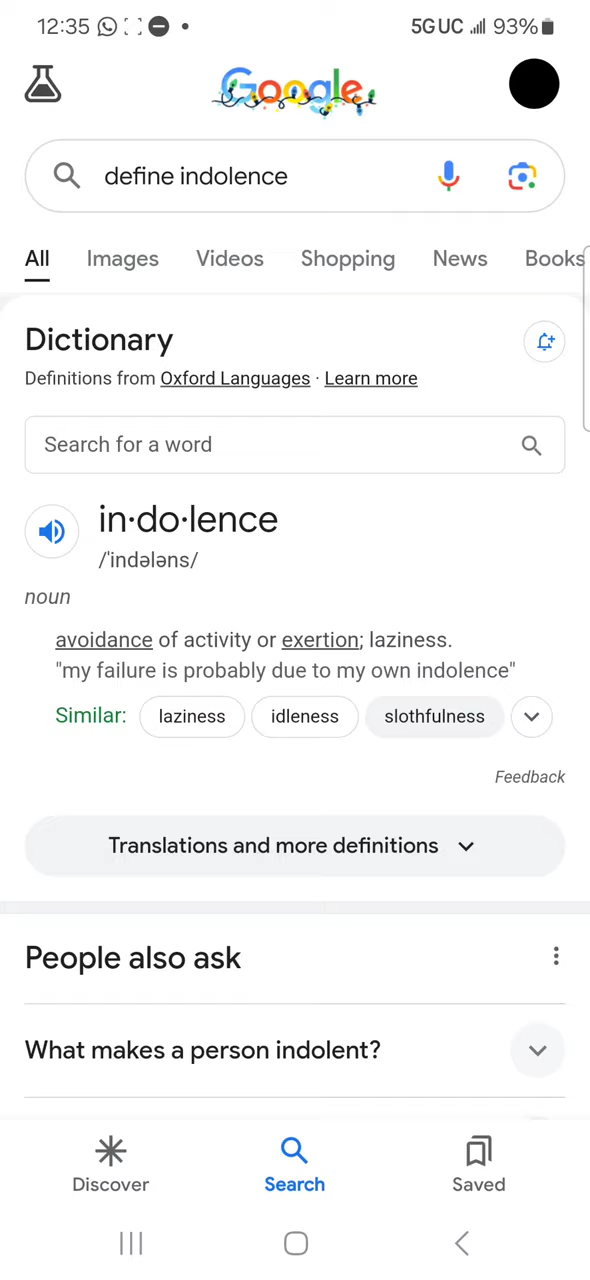 12:35 5G UC 93%
Google
define indolence
All Images Videos Shopping News Books
Dictionary
Definitions from Oxford Languages · Learn more
Search for a word
in·do·lence
/ˈindələns/
noun
avoidance of activity or exertion; laziness.
"my failure is probably due to my own indolence"
Similar: laziness idleness slothfulness
Feedback
Translations and more definitions
People also ask
What makes a person indolent?
Discover Search Saved